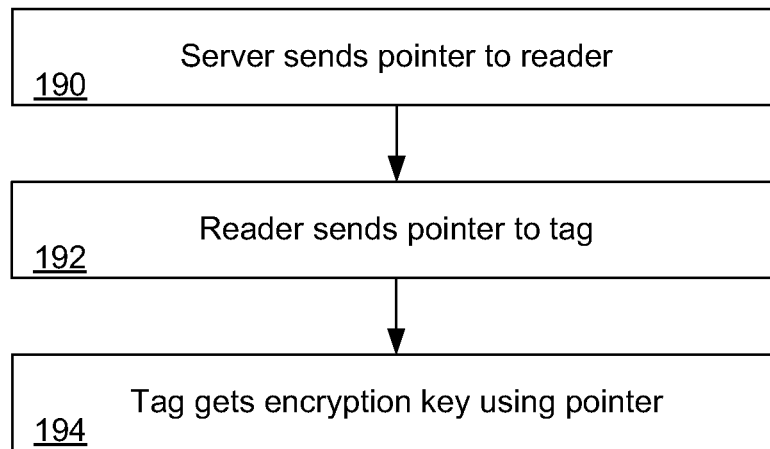 Server sends pointer to reader
190
Reader sends pointer to tag
192
Tag gets encryption key using pointer
194